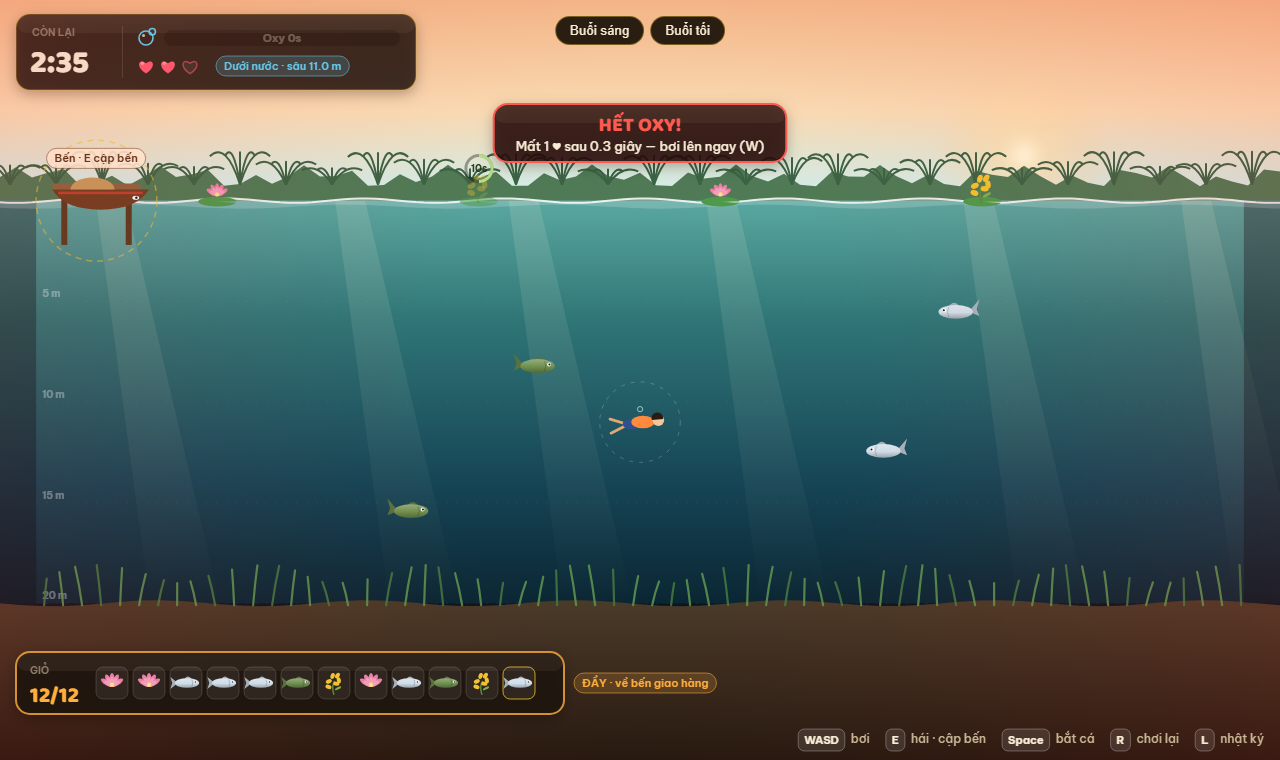 CÒN LẠI
2:35
Oxy 0s
Dưới nước · sâu 11.0 m
Buổi sáng
Buổi tối
HẾT OXY!
Mất 1 ♥ sau 0.3 giây — bơi lên ngay (W)
Bến · E cập bến
10s
5 m
10 m
15 m
20 m
GIỎ
12/12
ĐẦY · về bến giao hàng
WASD bơi
E hái · cập bến
Space bắt cá
R chơi lại
L nhật ký